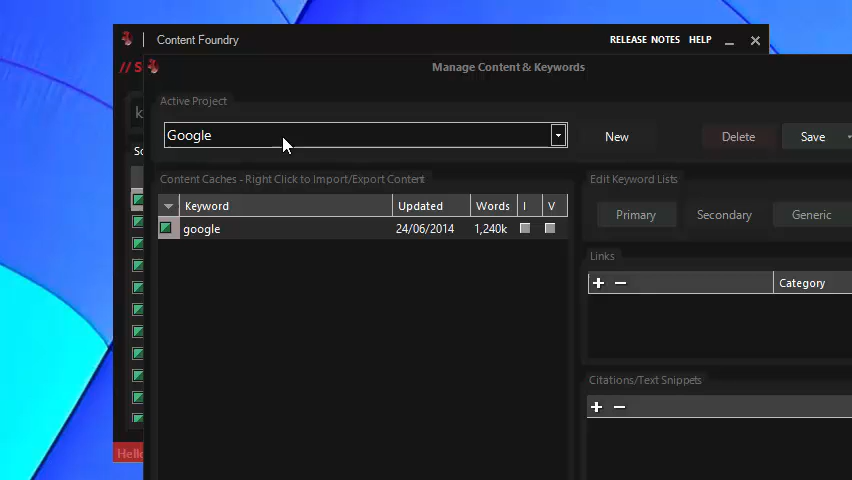 Content Foundry
RELEASE NOTES HELP
// S
Manage Content & Keywords
Active Project
k
Google
New
Delete
Save
Content Caches - Right Click to Import/Export Content
Edit Keyword Lists
Keyword Updated Words I V
Primary Secondary Generic
google 24/06/2014 1,240k
Links
+ − Category
Citations/Text Snippets
+ −
Hello